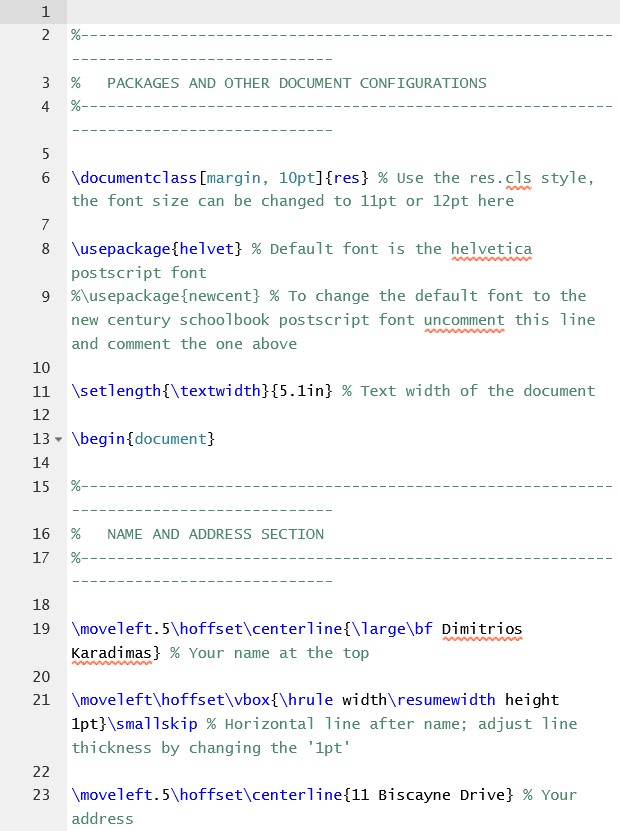 1
2 %-----------------------------------------------------------
-----------------------------
3 %   PACKAGES AND OTHER DOCUMENT CONFIGURATIONS
4 %-----------------------------------------------------------
-----------------------------
5
6 \documentclass[margin, 10pt]{res} % Use the res.cls style,
the font size can be changed to 11pt or 12pt here
7
8 \usepackage{helvet} % Default font is the helvetica
postscript font
9 %\usepackage{newcent} % To change the default font to the
new century schoolbook postscript font uncomment this line
and comment the one above
10
11 \setlength{\textwidth}{5.1in} % Text width of the document
12
13 \begin{document}
14
15 %-----------------------------------------------------------
-----------------------------
16 %   NAME AND ADDRESS SECTION
17 %-----------------------------------------------------------
-----------------------------
18
19 \moveleft.5\hoffset\centerline{\large\bf Dimitrios
Karadimas} % Your name at the top
20
21 \moveleft\hoffset\vbox{\hrule width\resumewidth height
1pt}\smallskip % Horizontal line after name; adjust line
thickness by changing the '1pt'
22
23 \moveleft.5\hoffset\centerline{11 Biscayne Drive} % Your
address